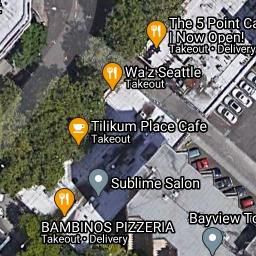 The 5 Point Ca
| Now Open!
Takeout • Delivery
Wa'z Seattle
Takeout
Tilikum Place Cafe
Takeout
Sublime Salon
BAMBINOS PIZZERIA
Takeout • Delivery
Bayview To